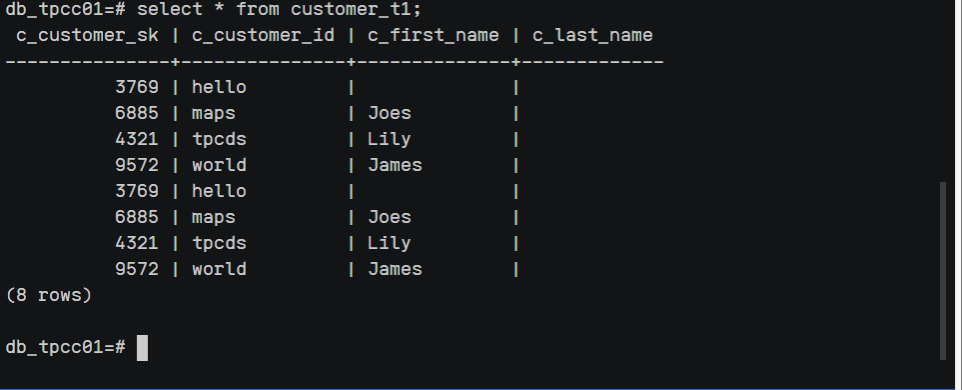 db_tpcc01=# select * from customer_t1;
 c_customer_sk | c_customer_id | c_first_name | c_last_name
---------------+---------------+--------------+-------------
          3769 | hello         |              |
          6885 | maps          | Joes         |
          4321 | tpcds         | Lily         |
          9572 | world         | James        |
          3769 | hello         |              |
          6885 | maps          | Joes         |
          4321 | tpcds         | Lily         |
          9572 | world         | James        |
(8 rows)
db_tpcc01=#